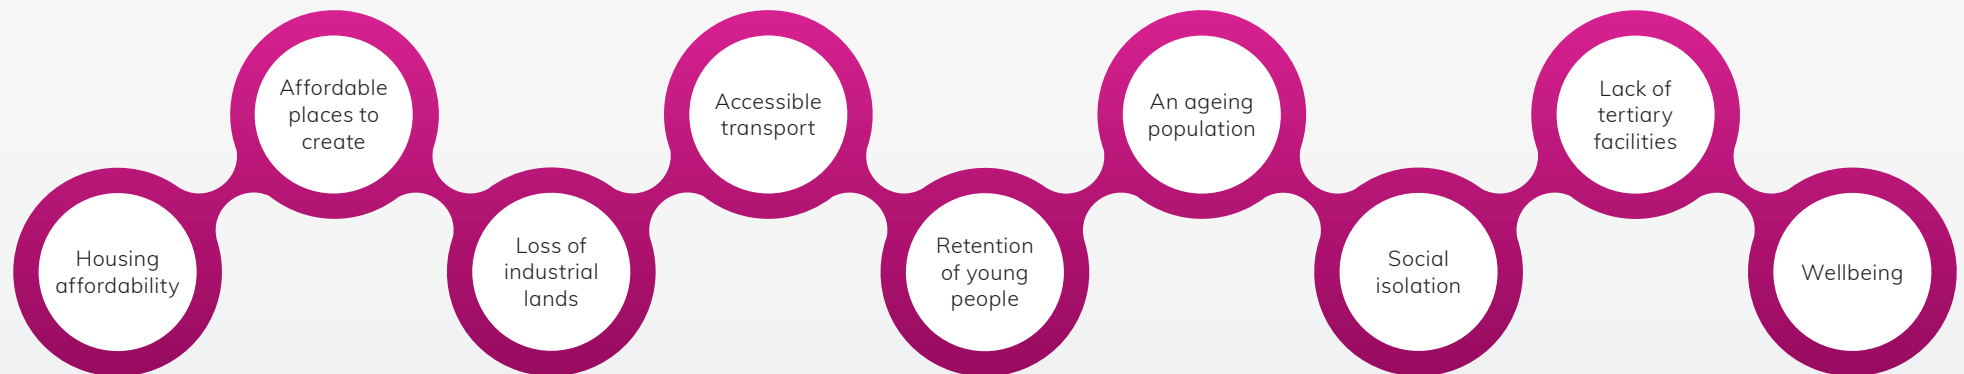 Housing
affordability
Affordable
places to
create
Loss of
industrial
lands
Accessible
transport
Retention
of young
people
An ageing
population
Social
isolation
Lack of
tertiary
facilities
Wellbeing